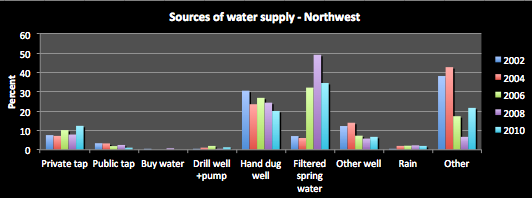 Sources of water supply - Northwest
Percent
60
50
40
30
20
10
0
Private tap
Public tap
Buy water
Drill well +pump
Hand dug well
Filtered spring water
Other well
Rain
Other
2002
2004
2006
2008
2010